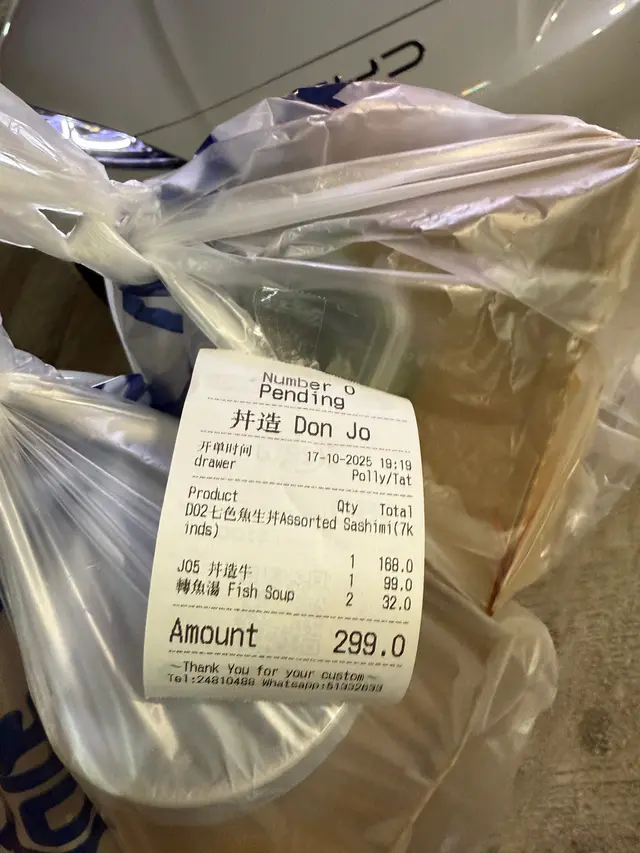 Number 0
Pending
丼造 Don Jo
开单时间 17-10-2025 19:19
drawer Polly/Tat
Product Qty Total
D02七色魚生丼Assorted Sashimi(7k
inds)
1 168.0
J05 丼造牛 1 99.0
轉魚湯 Fish Soup 2 32.0
Amount 299.0
~Thank You for your custom~
Tel:24810488 Whatsapp:51332633